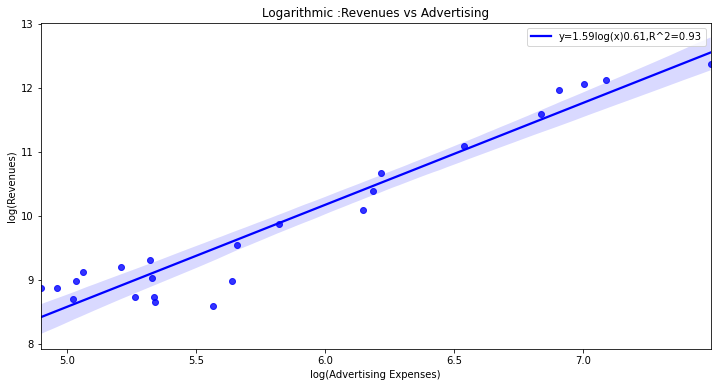 Logarithmic :Revenues vs Advertising
y=1.59log(x)0.61,R^2=0.93
log(Revenues)
13
12
11
10
9
8
5.0 5.5 6.0 6.5 7.0
log(Advertising Expenses)